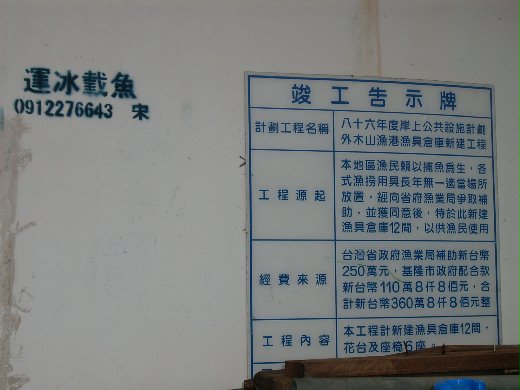 運冰載魚
0912276643 宋
竣工告示牌
計劃工程名稱
八十六年度岸上公共設施計劃
外木山漁港漁具倉庫新建工程
工程源起
本地區漁民賴以捕魚為生，各
式漁撈用具長年無一適當場所
放置，經向省府漁業局爭取補
助，並獲同意後，特於此新建
漁具倉庫12間，以供漁民使用
經費來源
台灣省政府漁業局補助新台幣
250萬元，基隆市政府配合款
新台幣110萬8仟8佰元，合
計新台幣360萬8仟8佰元整
工程內容
本工程計新建漁具倉庫12間，
花台及座椅6座。